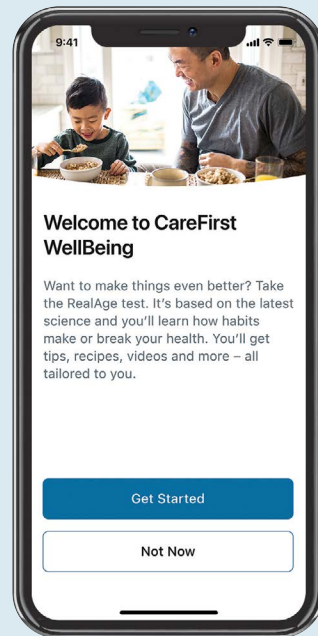 9:41
Welcome to CareFirst
WellBeing
Want to make things even better? Take
the RealAge test. It’s based on the latest
science and you’ll learn how habits
make or break your health. You’ll get
tips, recipes, videos and more – all
tailored to you.
Get Started
Not Now